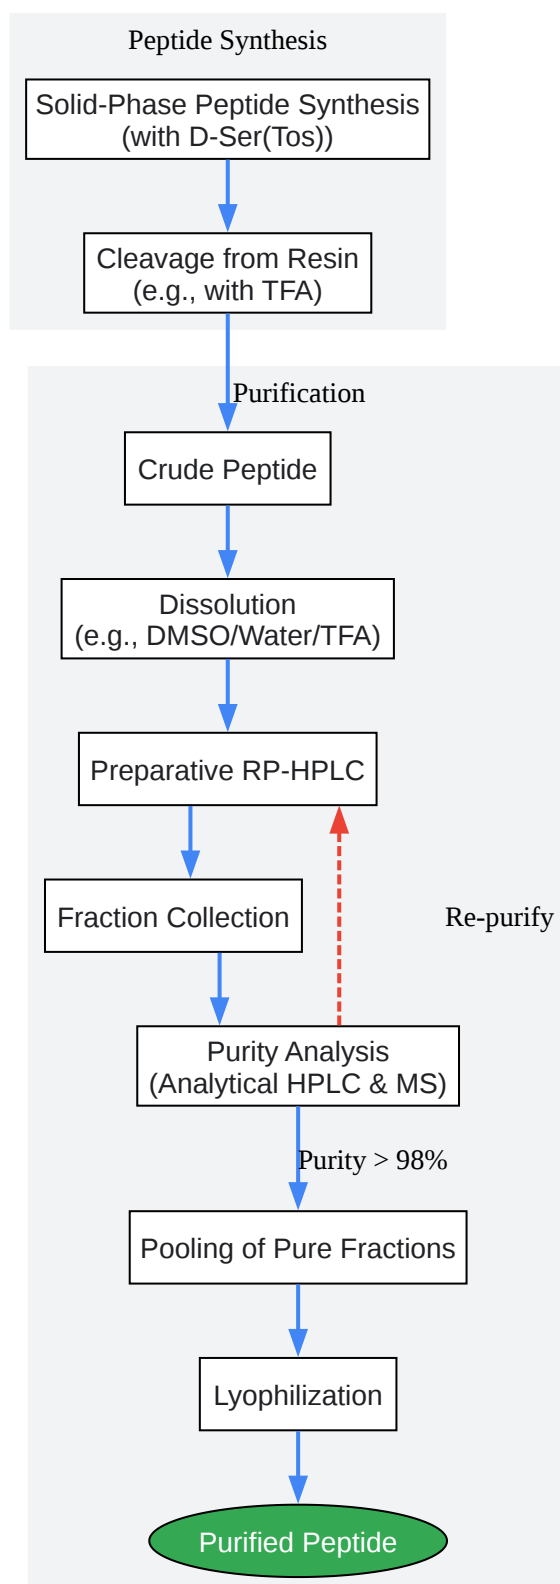 Peptide Synthesis
Solid-Phase Peptide Synthesis
(with D-Ser(Tos))
Cleavage from Resin
(e.g., with TFA)
Purification
Crude Peptide
Dissolution
(e.g., DMSO/Water/TFA)
Preparative RP-HPLC
Fraction Collection
Re-purify
Purity Analysis
(Analytical HPLC & MS)
Purity > 98%
Pooling of Pure Fractions
Lyophilization
Purified Peptide